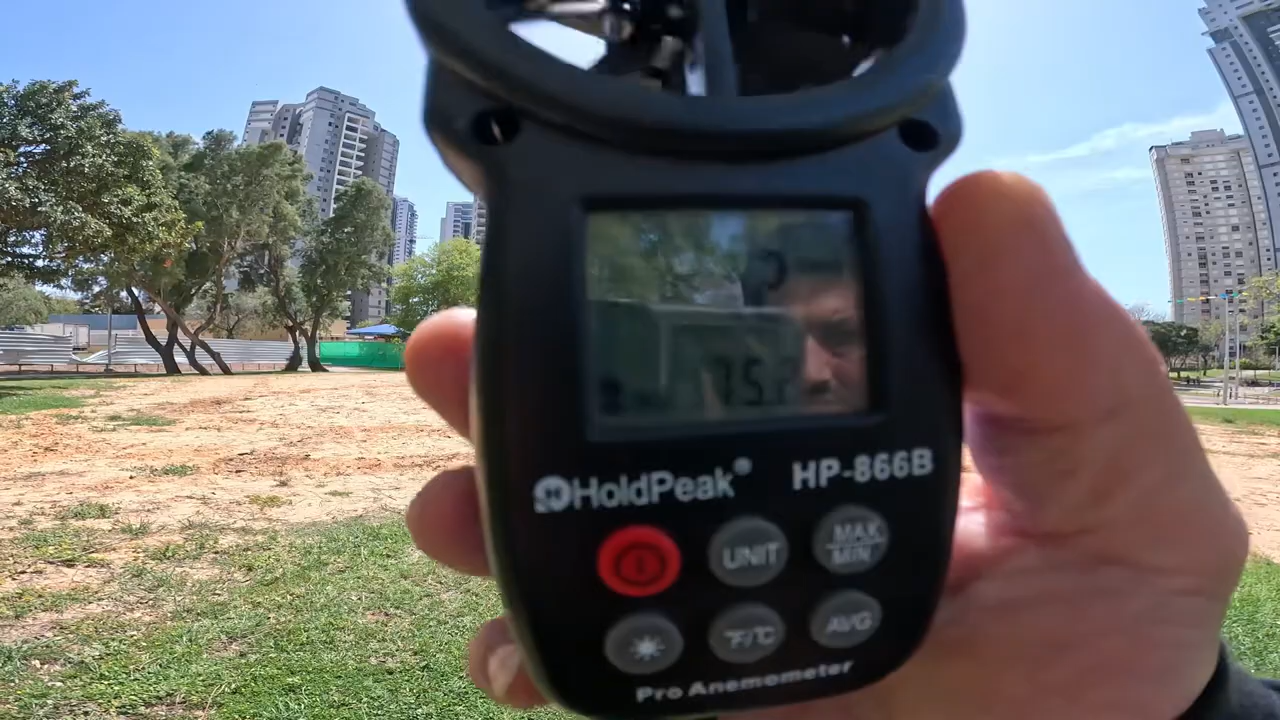 HoldPeak®
HP-866B
UNIT
MAX
MIN
°F/°C
AVG
Pro Anemometer